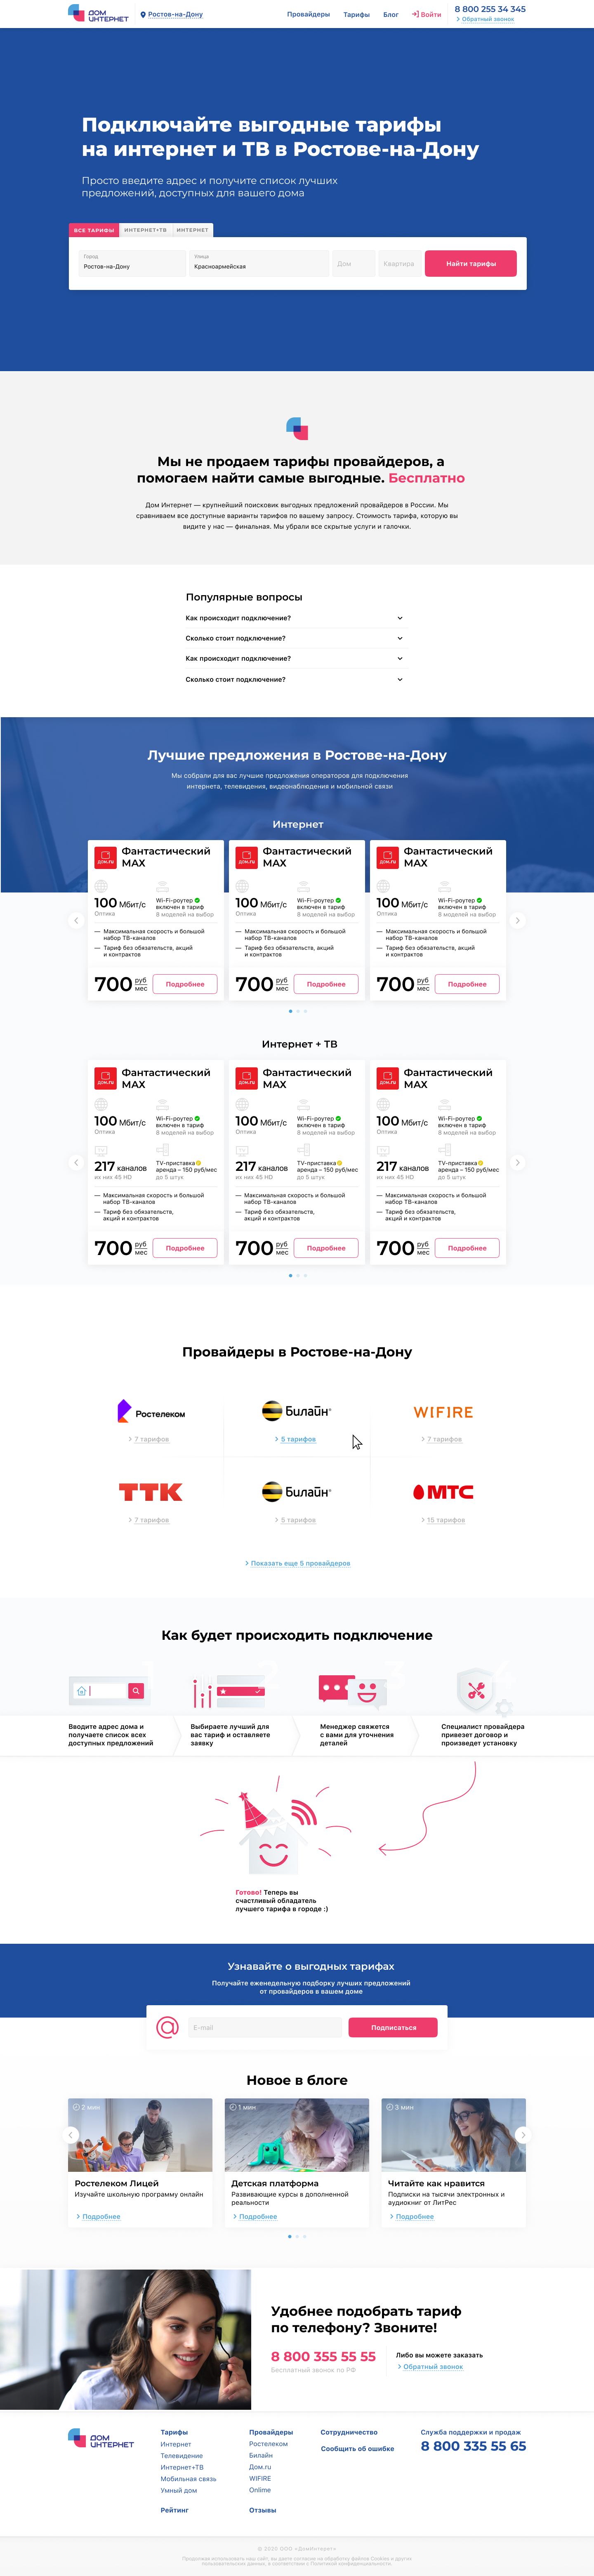 ДОМ
ИНТЕРНЕТ
Ростов-на-Дону
Провайдеры
Тарифы
Блог
Войти
8 800 255 34 345
Обратный звонок
Подключайте выгодные тарифы
на интернет и ТВ в Ростове-на-Дону
Просто введите адрес и получите список лучших
предложений, доступных для вашего дома
ВСЕ ТАРИФЫ
ИНТЕРНЕТ+ТВ
ИНТЕРНЕТ
Город
Ростов-на-Дону
Улица
Красноармейская
Дом
Квартира
Найти тарифы
Мы не продаем тарифы провайдеров, а
помогаем найти самые выгодные. Бесплатно
Дом Интернет — крупнейший поисковик выгодных предложений провайдеров в России. Мы
сравниваем все доступные варианты тарифов по вашему запросу. Стоимость тарифа, которую вы
видите у нас — финальная. Мы убрали все скрытые услуги и галочки.
Популярные вопросы
Как происходит подключение?
Сколько стоит подключение?
Как происходит подключение?
Сколько стоит подключение?
Лучшие предложения в Ростове-на-Дону
Мы собрали для вас лучшие предложения операторов для подключения
интернета, телевидения, видеонаблюдения и мобильной связи
Интернет
дом.ru
Фантастический
MAX
100 Мбит/с
Оптика
Wi-Fi-роутер
включен в тариф
8 моделей на выбор
— Максимальная скорость и большой
набор ТВ-каналов
— Тариф без обязательств, акций
и контрактов
700 руб
мес
Подробнее
дом.ru
Фантастический
MAX
100 Мбит/с
Оптика
Wi-Fi-роутер
включен в тариф
8 моделей на выбор
— Максимальная скорость и большой
набор ТВ-каналов
— Тариф без обязательств, акций
и контрактов
700 руб
мес
Подробнее
дом.ru
Фантастический
MAX
100 Мбит/с
Оптика
Wi-Fi-роутер
включен в тариф
8 моделей на выбор
— Максимальная скорость и большой
набор ТВ-каналов
— Тариф без обязательств, акций
и контрактов
700 руб
мес
Подробнее
Интернет + ТВ
дом.ru
Фантастический
MAX
100 Мбит/с
Оптика
Wi-Fi-роутер
включен в тариф
8 моделей на выбор
217 каналов
их них 45 HD
TV-приставка
аренда – 150 руб/мес
до 5 штук
— Максимальная скорость и большой
набор ТВ-каналов
— Тариф без обязательств,
акций и контрактов
700 руб
мес
Подробнее
дом.ru
Фантастический
MAX
100 Мбит/с
Оптика
Wi-Fi-роутер
включен в тариф
8 моделей на выбор
217 каналов
их них 45 HD
TV-приставка
аренда – 150 руб/мес
до 5 штук
— Максимальная скорость и большой
набор ТВ-каналов
— Тариф без обязательств,
акций и контрактов
700 руб
мес
Подробнее
дом.ru
Фантастический
MAX
100 Мбит/с
Оптика
Wi-Fi-роутер
включен в тариф
8 моделей на выбор
217 каналов
их них 45 HD
TV-приставка
аренда – 150 руб/мес
до 5 штук
— Максимальная скорость и большой
набор ТВ-каналов
— Тариф без обязательств,
акций и контрактов
700 руб
мес
Подробнее
Провайдеры в Ростове-на-Дону
Ростелеком
7 тарифов
Билайн
5 тарифов
WIFIRE
7 тарифов
ТТК
7 тарифов
Билайн
5 тарифов
МТС
15 тарифов
Показать еще 5 провайдеров
Как будет происходить подключение
Вводите адрес дома и
получаете список всех
доступных предложений
Выбираете лучший для
вас тариф и оставляете
заявку
Менеджер свяжется
с вами для уточнения
деталей
Специалист провайдера
привезет договор и
произведет установку
Готово! Теперь вы
счастливый обладатель
лучшего тарифа в городе :)
Узнавайте о выгодных тарифах
Получайте еженедельную подборку лучших предложений
от провайдеров в вашем доме
E-mail
Подписаться
Новое в блоге
2 мин
Ростелеком Лицей
Изучайте школьную программу онлайн
Подробнее
1 мин
Детская платформа
Развивающие курсы в дополненной
реальности
Подробнее
3 мин
Читайте как нравится
Подписки на тысячи электронных и
аудиокниг от ЛитРес
Подробнее
Удобнее подобрать тариф
по телефону? Звоните!
8 800 355 55 55
Бесплатный звонок по РФ
Либо вы можете заказать
Обратный звонок
ДОМ
ИНТЕРНЕТ
Тарифы
Интернет
Телевидение
Интернет+ТВ
Мобильная связь
Умный дом
Рейтинг
Провайдеры
Ростелеком
Билайн
Дом.ru
WIFIRE
Onlime
Отзывы
Сотрудничество
Сообщить об ошибке
Служба поддержки и продаж
8 800 335 55 65
© 2020 ООО «ДомИнтернет»
Продолжая использовать наш сайт, вы даете согласие на обработку файлов Cookies и других
пользовательских данных, в соответствии с Политикой конфиденциальности.